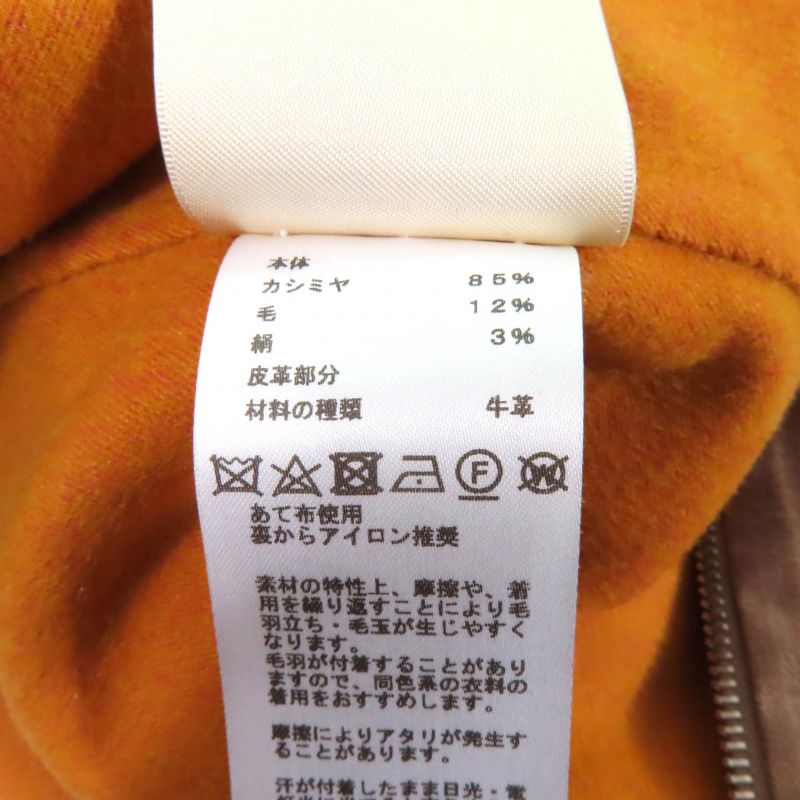 本体
カシミヤ 85%
毛 12%
絹 3%
皮革部分
材料の種類 牛革
F W
あて布使用
裏からアイロン推奨
素材の特性上、摩擦や、着
用を繰り返すことにより毛
羽立ち・毛玉が生じやすく
なります。
毛羽が付着することがあり
ますので、同色系の衣料の
着用をおすすめします。
摩擦によりアタリが発生す
ることがあります。
汗が付着したまま日光・電